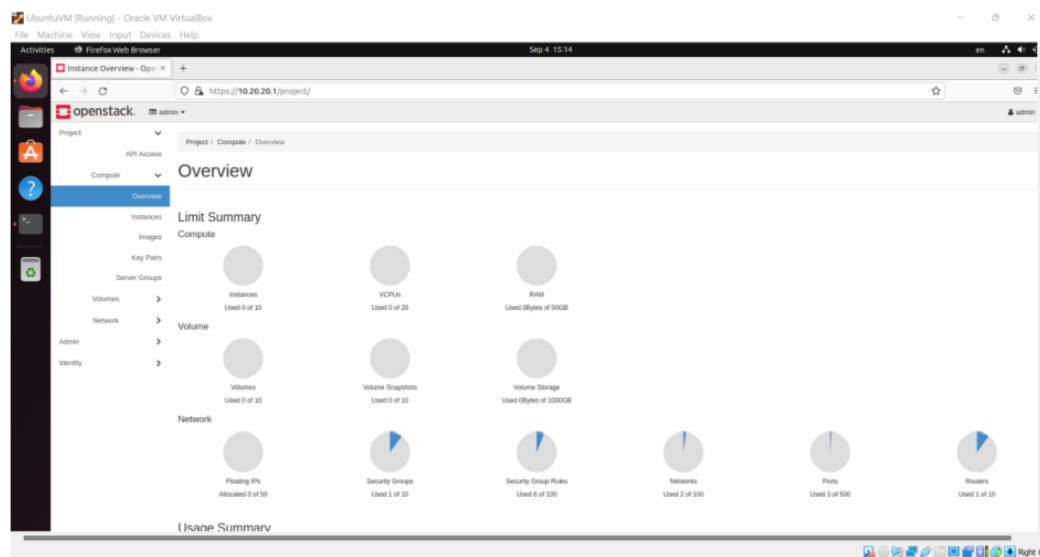 UbuntuVM [Running] - Oracle VM VirtualBox
File Machine View Input Devices Help
Activities Firefox Web Browser Sep 4 15:14 en
Instance Overview - Ope
https://10.20.20.1/project/
openstack. admin admin
Project
API Access
Compute
Overview
Instances
Images
Key Pairs
Server Groups
Volumes
Network
Admin
Identity
Project / Compute / Overview
Overview
Limit Summary
Compute
Instances VCPUs RAM
Used 0 of 10 Used 0 of 20 Used 0Bytes of 50GB
Volume
Volumes Volume Snapshots Volume Storage
Used 0 of 10 Used 0 of 10 Used 0Bytes of 1000GB
Network
Floating IPs Security Groups Security Group Rules Networks Ports Routers
Allocated 0 of 50 Used 1 of 10 Used 6 of 100 Used 2 of 100 Used 3 of 500 Used 1 of 10
Usage Summary
Right